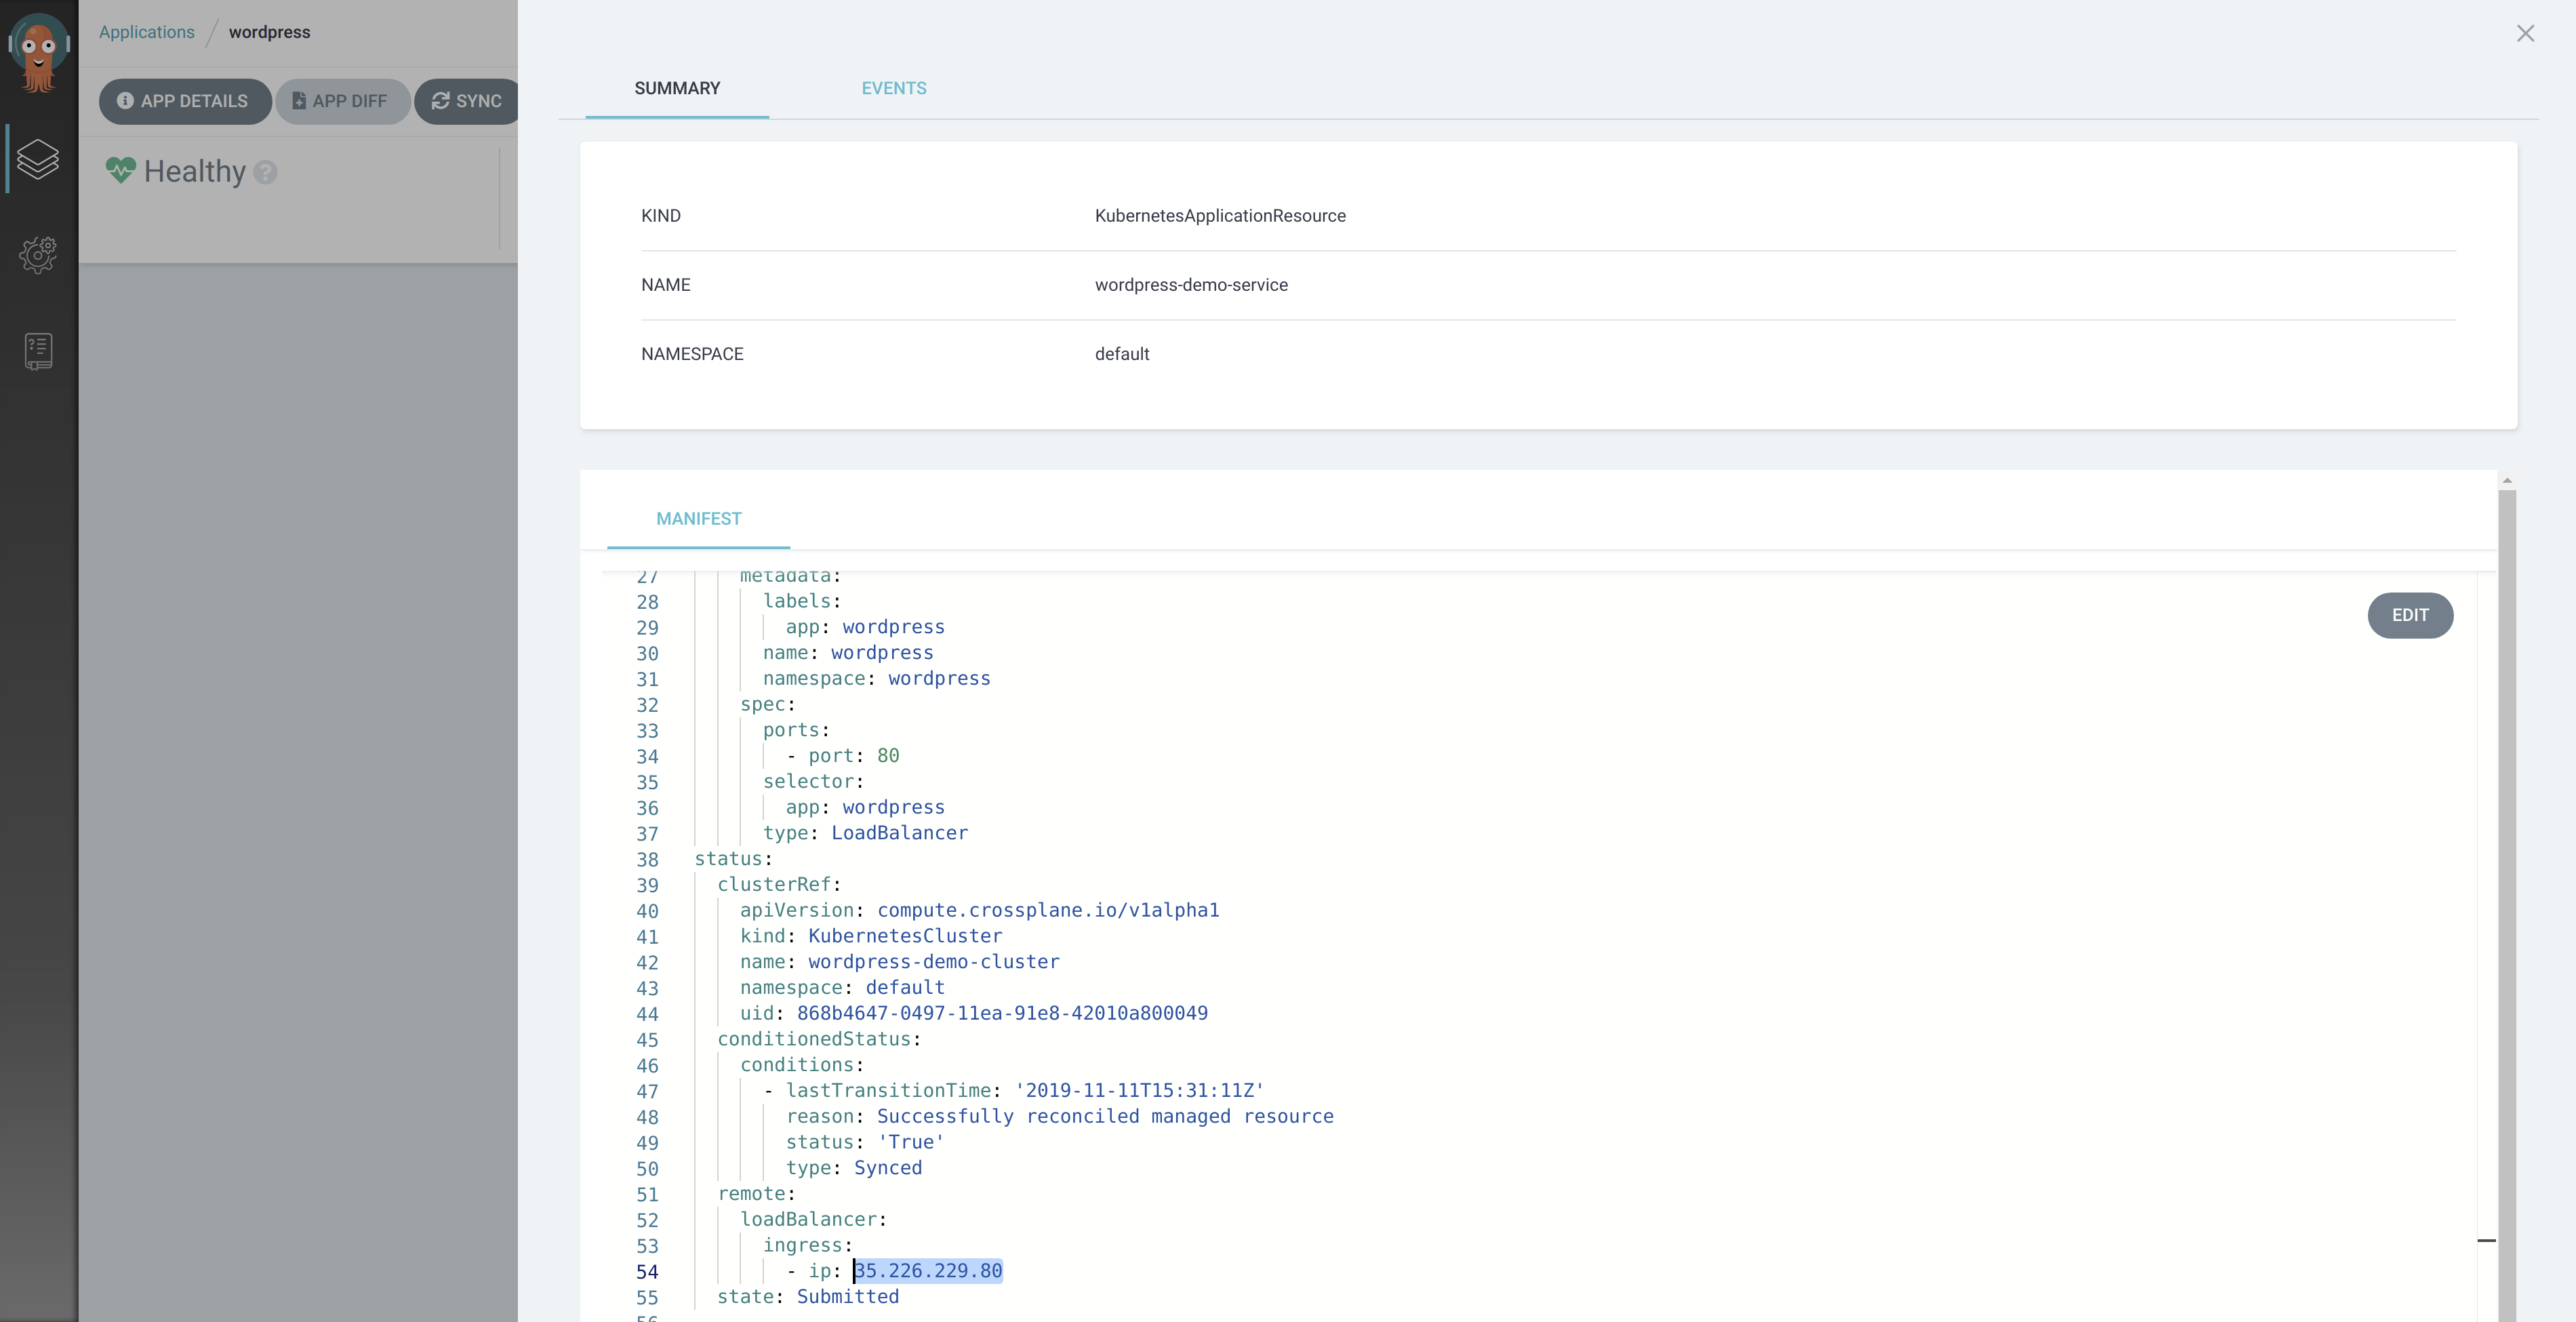 Applications / wordpress
APP DETAILS APP DIFF SYNC
Healthy ?
SUMMARY EVENTS
KIND KubernetesApplicationResource
NAME wordpress-demo-service
NAMESPACE default
MANIFEST
EDIT
27 metadata:
28 labels:
29 app: wordpress
30 name: wordpress
31 namespace: wordpress
32 spec:
33 ports:
34 - port: 80
35 selector:
36 app: wordpress
37 type: LoadBalancer
38 status:
39 clusterRef:
40 apiVersion: compute.crossplane.io/v1alpha1
41 kind: KubernetesCluster
42 name: wordpress-demo-cluster
43 namespace: default
44 uid: 868b4647-0497-11ea-91e8-42010a800049
45 conditionedStatus:
46 conditions:
47 - lastTransitionTime: '2019-11-11T15:31:11Z'
48 reason: Successfully reconciled managed resource
49 status: 'True'
50 type: Synced
51 remote:
52 loadBalancer:
53 ingress:
54 - ip: 35.226.229.80
55 state: Submitted
56